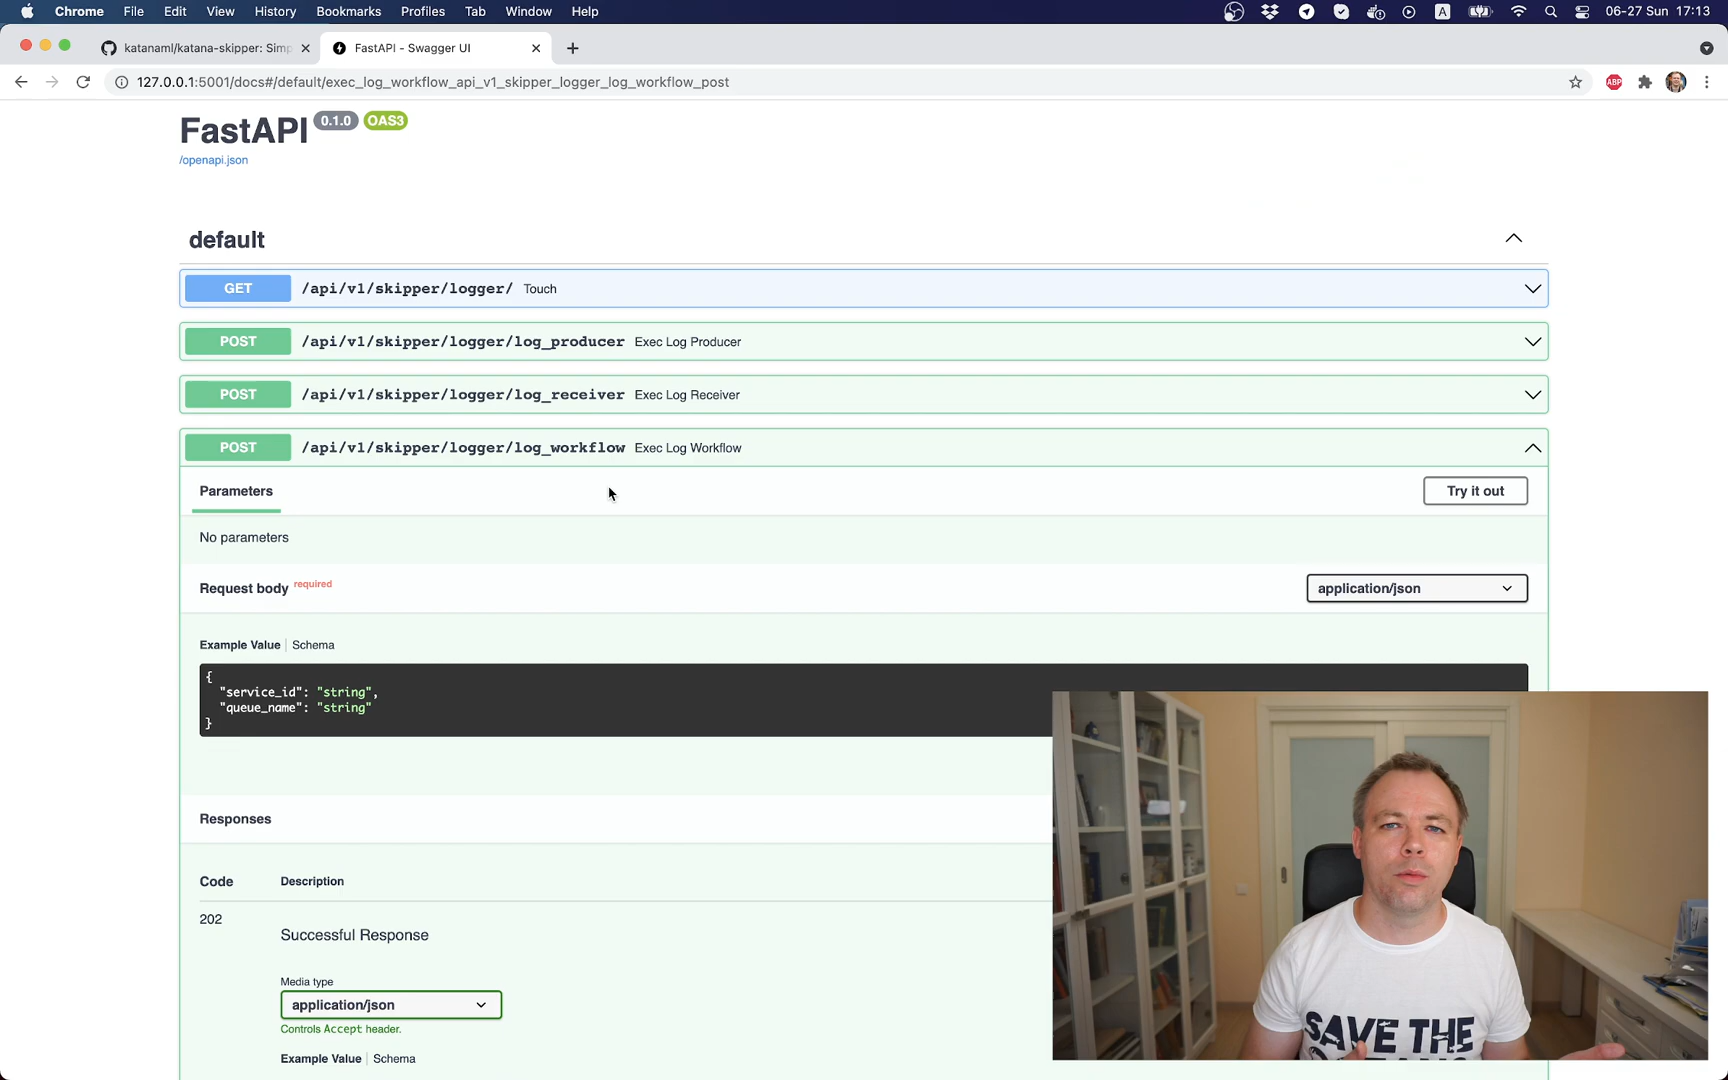 Chrome File Edit View History Bookmarks Profiles Tab Window Help
A 06-27 Sun 17:13
katanaml/katana-skipper: Simp
FastAPI - Swagger UI
127.0.0.1:5001/docs#/default/exec_log_workflow_api_v1_skipper_logger_log_workflow_post
ABP
FastAPI 0.1.0 OAS3
/openapi.json
default
GET /api/v1/skipper/logger/ Touch
POST /api/v1/skipper/logger/log_producer Exec Log Producer
POST /api/v1/skipper/logger/log_receiver Exec Log Receiver
POST /api/v1/skipper/logger/log_workflow Exec Log Workflow
Parameters
Try it out
No parameters
Request body required
application/json
Example Value | Schema
{
"service_id": "string",
"queue_name": "string"
}
Responses
Code Description
202
Successful Response
Media type
application/json
Controls Accept header.
Example Value | Schema
SAVE THE